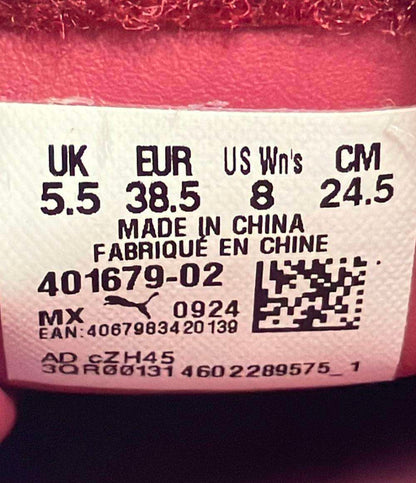 UK EUR US Wn's CM
5.5 38.5 8 24.5
MADE IN CHINA
FABRIQUÉ EN CHINE
401679-02
MX 0924
EAN:4067983420139
AD cZH45
3QR00131 4602289575_1